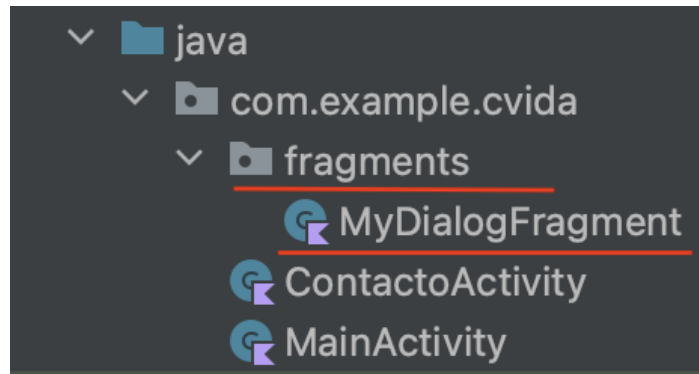 java
com.example.cvida
fragments
MyDialogFragment
ContactoActivity
MainActivity